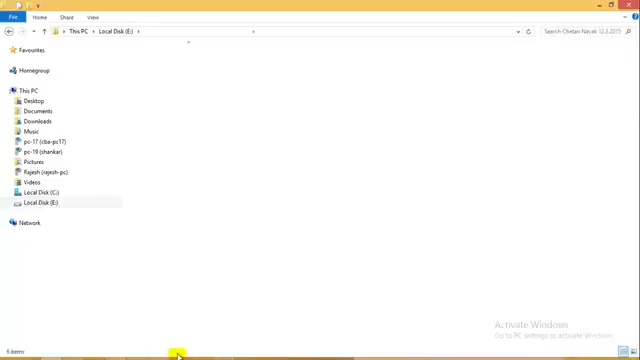 File Home Share View
This PC Local Disk (E:) Search Chetan Nayak 12.3.2015
Favourites
Homegroup
This PC
Desktop
Documents
Downloads
Music
pc-17 (cba-pc17)
pc-19 (shankar)
Pictures
Rajesh (rajesh-pc)
Videos
Local Disk (C:)
Local Disk (E:)
Network
Activate Windows
Go to PC settings to activate Windows.
6 items